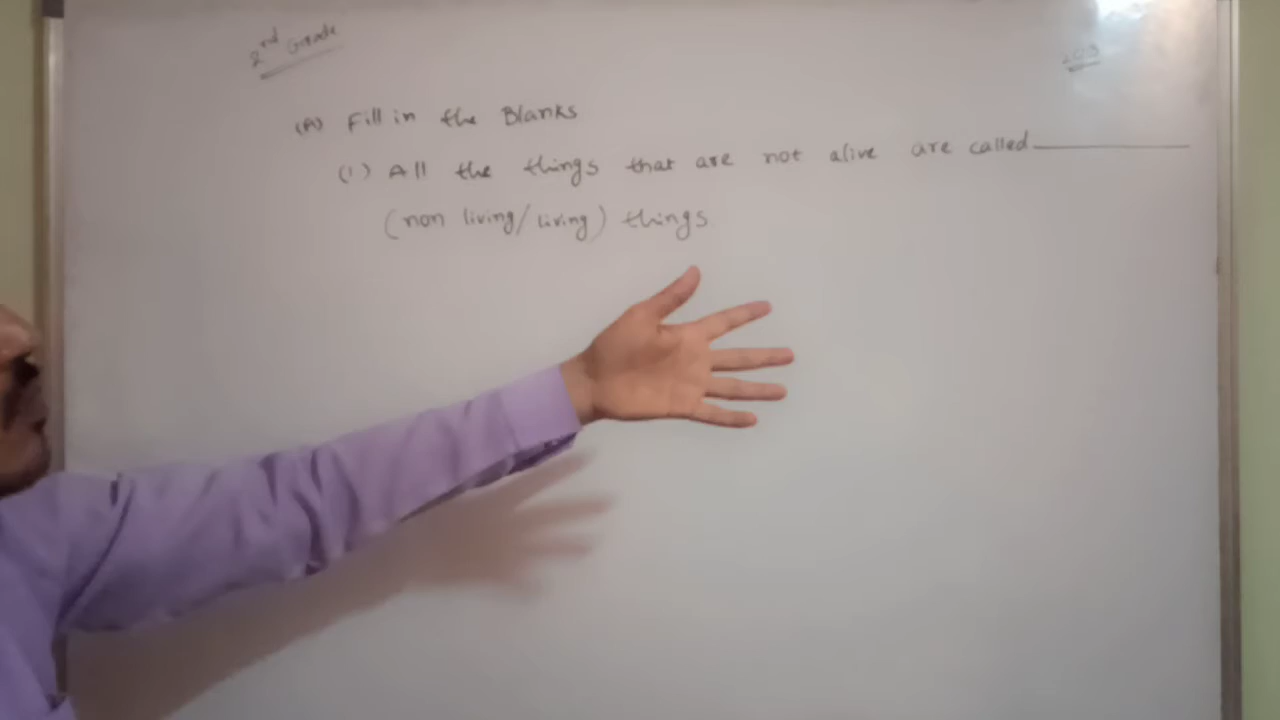 2nd Grade
(A) Fill in the Blanks
(1) All the things that are not alive are called
(non living/living) things